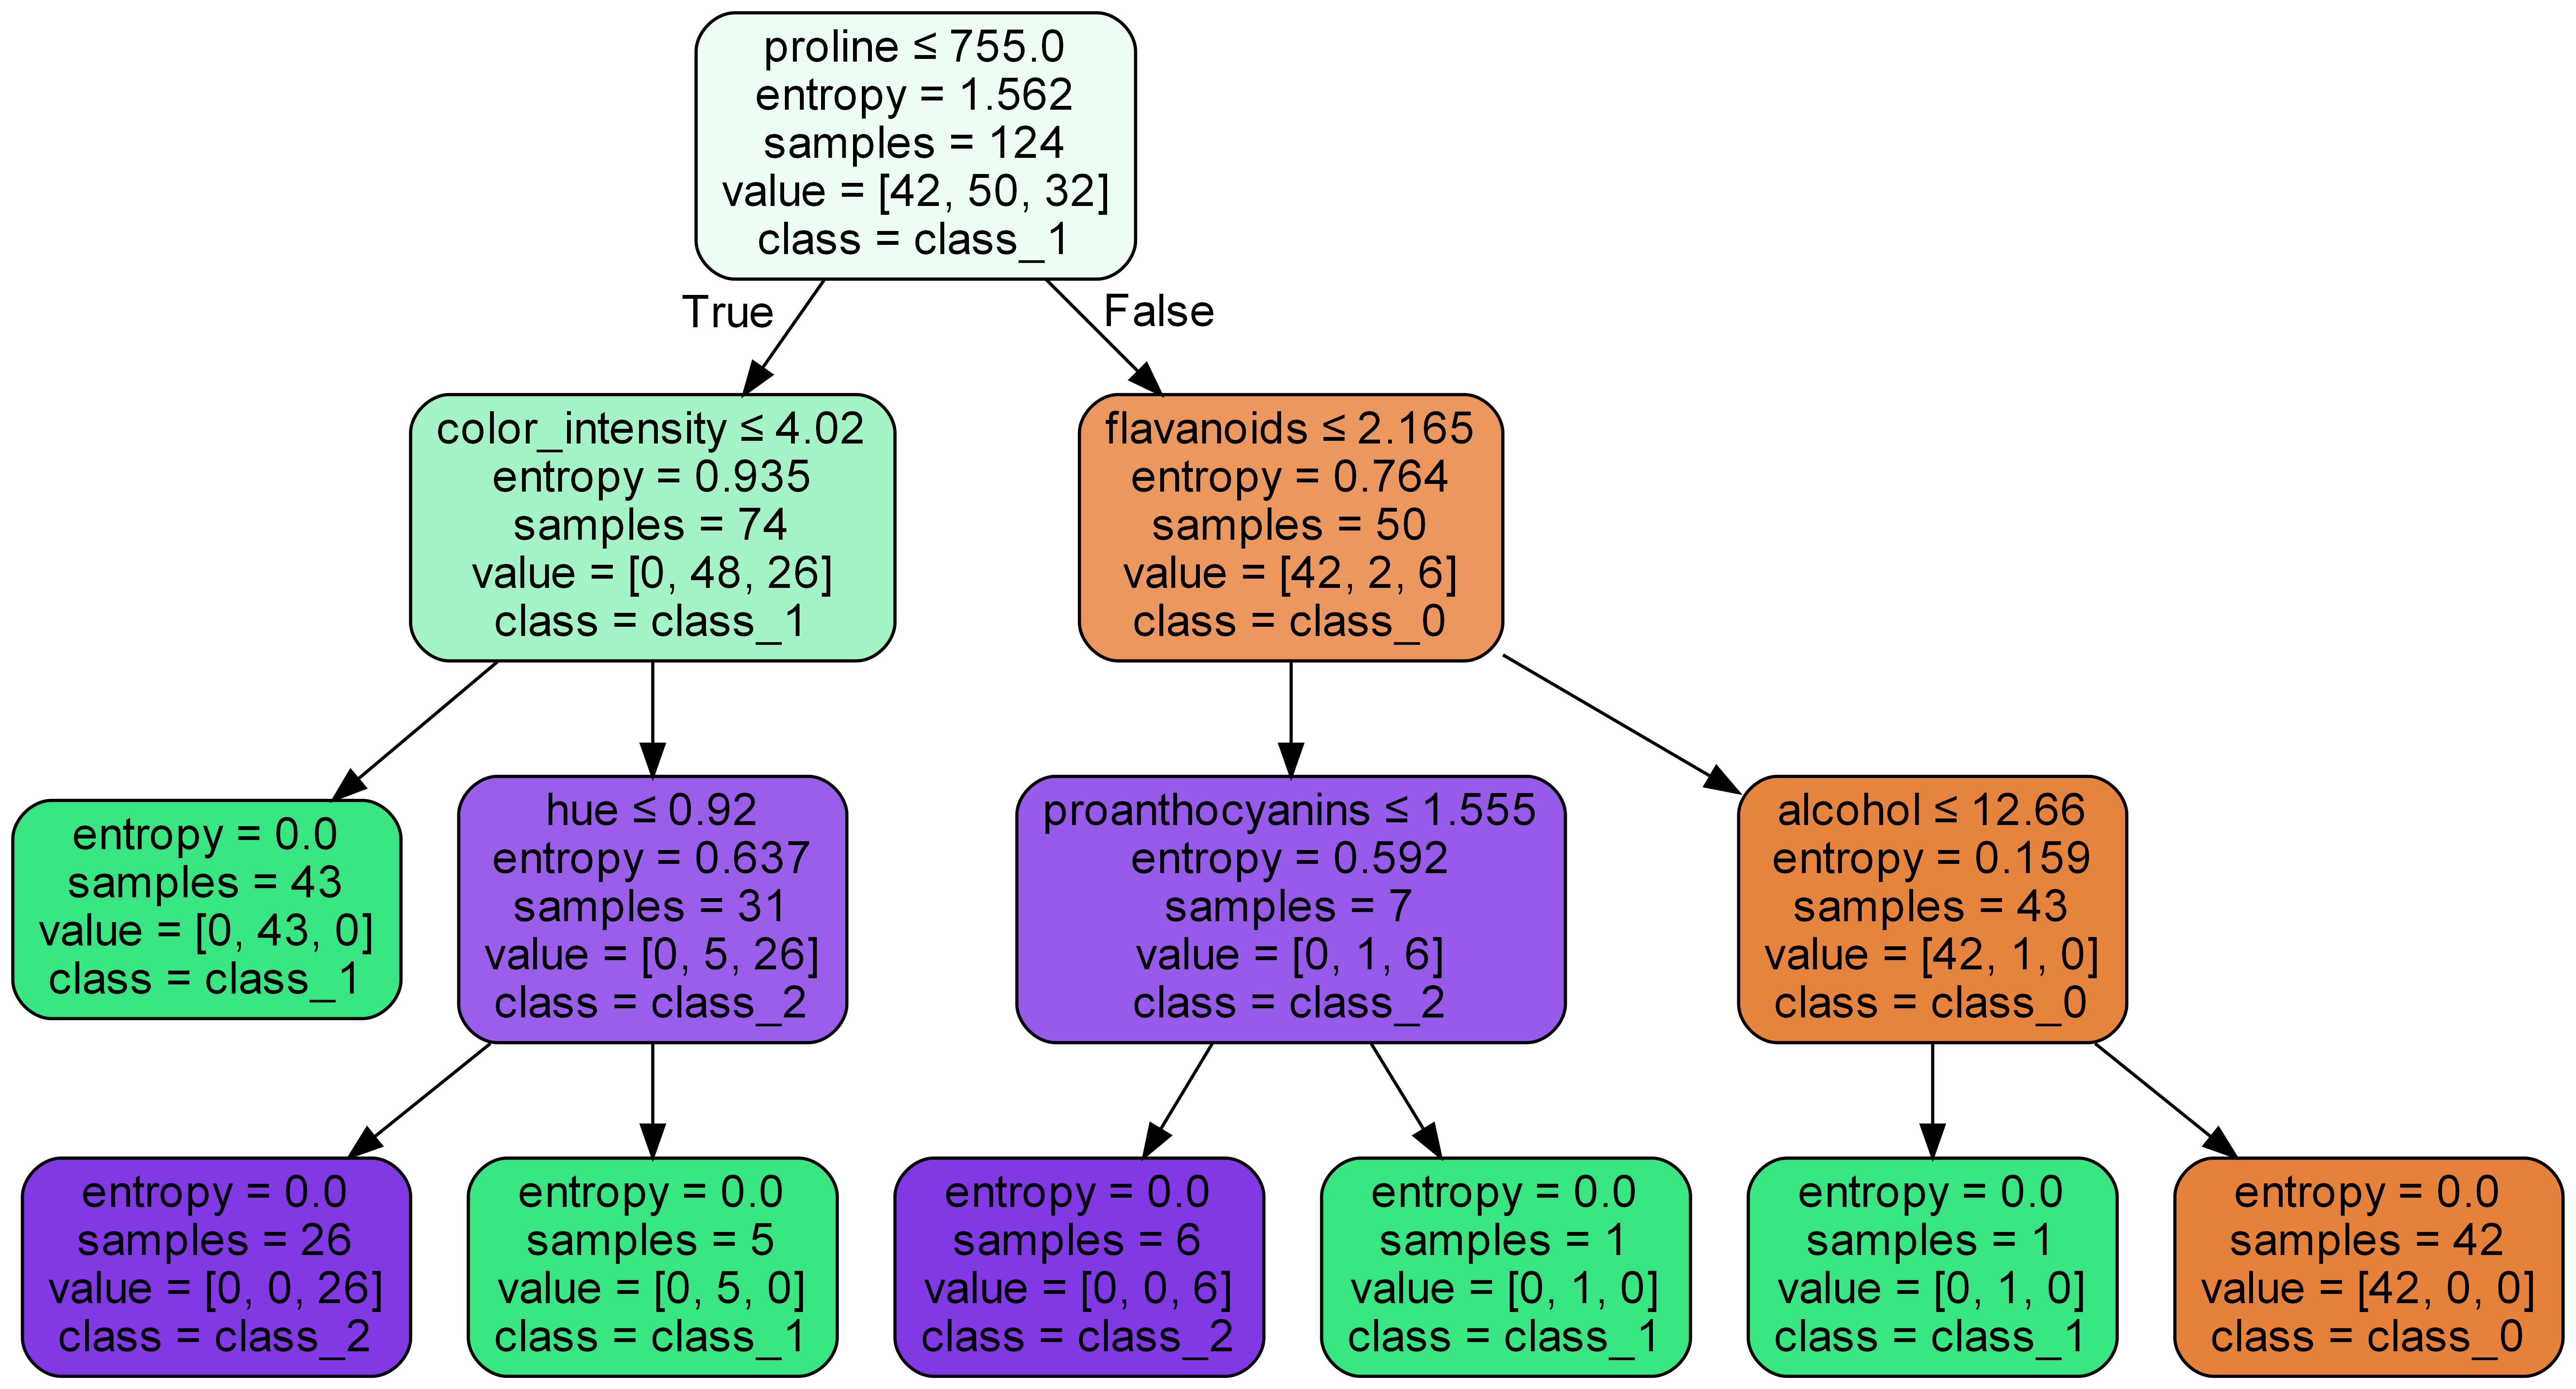 proline ≤ 755.0
entropy = 1.562
samples = 124
value = [42, 50, 32]
class = class_1
True
False
color_intensity ≤ 4.02
entropy = 0.935
samples = 74
value = [0, 48, 26]
class = class_1
flavanoids ≤ 2.165
entropy = 0.764
samples = 50
value = [42, 2, 6]
class = class_0
entropy = 0.0
samples = 43
value = [0, 43, 0]
class = class_1
hue ≤ 0.92
entropy = 0.637
samples = 31
value = [0, 5, 26]
class = class_2
proanthocyanins ≤ 1.555
entropy = 0.592
samples = 7
value = [0, 1, 6]
class = class_2
alcohol ≤ 12.66
entropy = 0.159
samples = 43
value = [42, 1, 0]
class = class_0
entropy = 0.0
samples = 26
value = [0, 0, 26]
class = class_2
entropy = 0.0
samples = 5
value = [0, 5, 0]
class = class_1
entropy = 0.0
samples = 6
value = [0, 0, 6]
class = class_2
entropy = 0.0
samples = 1
value = [0, 1, 0]
class = class_1
entropy = 0.0
samples = 1
value = [0, 1, 0]
class = class_1
entropy = 0.0
samples = 42
value = [42, 0, 0]
class = class_0